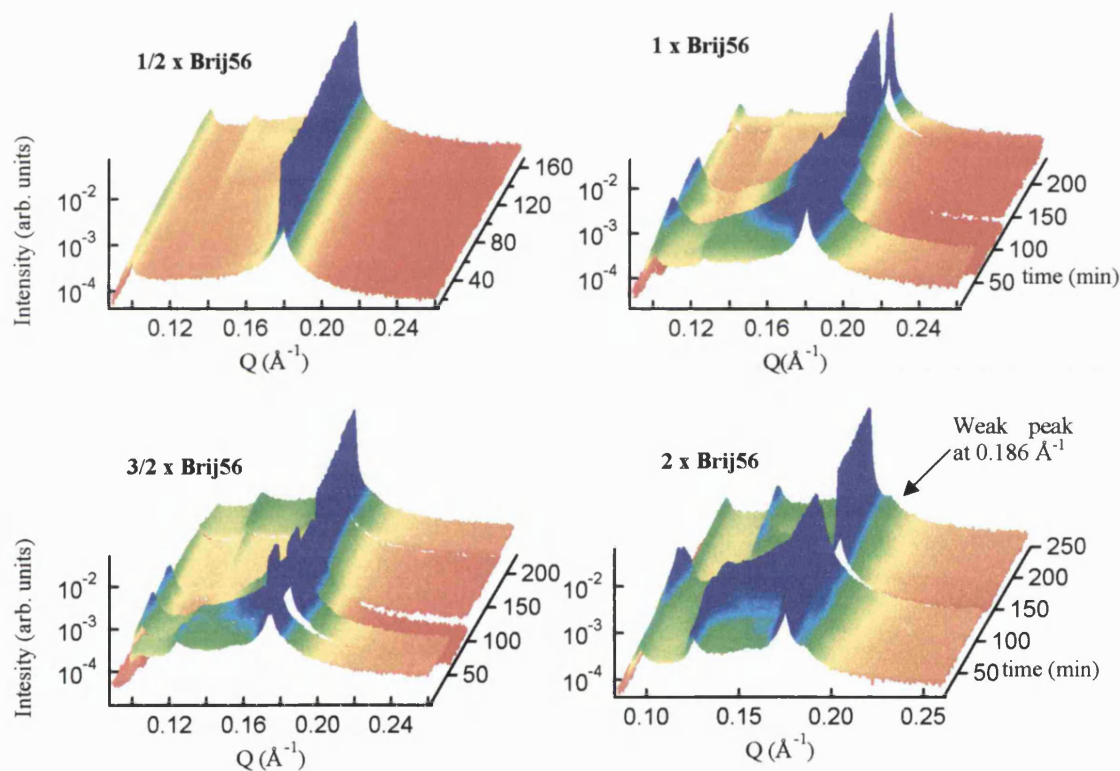 1/2 x Brij56
Intensity (arb. units)
10-2
10-3
10-4
0.12 0.16 0.20 0.24
Q (Å-1)
40
80
120
160
1 x Brij56
10-2
10-3
10-4
0.12 0.16 0.20 0.24
Q(Å-1)
50
100
150
200
time (min)
3/2 x Brij56
Intesity (arb. units)
10-2
10-3
10-4
0.12 0.16 0.20 0.24
Q (Å-1)
50
100
150
200
2 x Brij56
Weak peak
at 0.186 Å-1
10-2
10-3
10-4
0.10 0.15 0.20 0.25
Q (Å-1)
50
100
150
200
250
time (min)